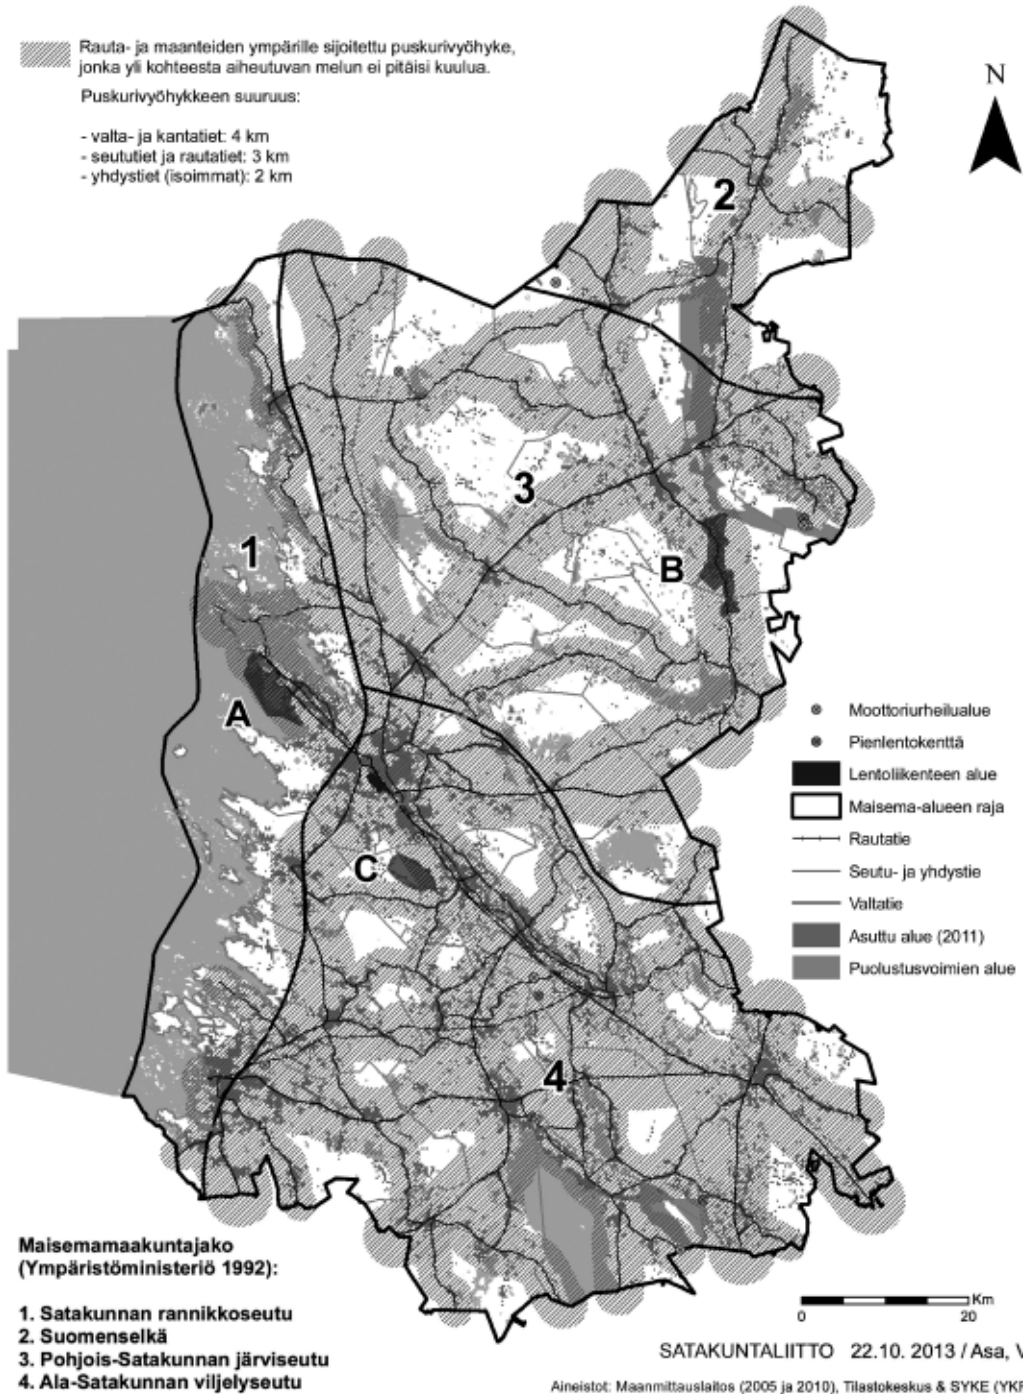 Rauta- ja maanteiden ympärille sijoitettu puskurivyöhyke,
jonka yli kohteesta aiheutuvan melun ei pitäisi kuulua.
Puskurivyöhykkeen suuruus:
- valta- ja kantatiet: 4 km
- seututiet ja rautatiet: 3 km
- yhdystiet (isoimmat): 2 km
N
2
3
1
B
A
C
4
Moottoriurheilualue
Pienlentokenttä
Lentoliikenteen alue
Maisema-alueen raja
Rautatie
Seutu- ja yhdystie
Valtatie
Asuttu alue (2011)
Puolustusvoimien alue
Maisemamaakuntajako
(Ympäristöministeriö 1992):
1. Satakunnan rannikkoseutu
2. Suomenselkä
3. Pohjois-Satakunnan järviseutu
4. Ala-Satakunnan viljelyseutu
Km
0 20
SATAKUNTALIITTO 22.10. 2013 / Asa, V
Aineistot: Maanmittauslaitos (2005 ja 2010), Tilastokeskus & SYKE (YKR